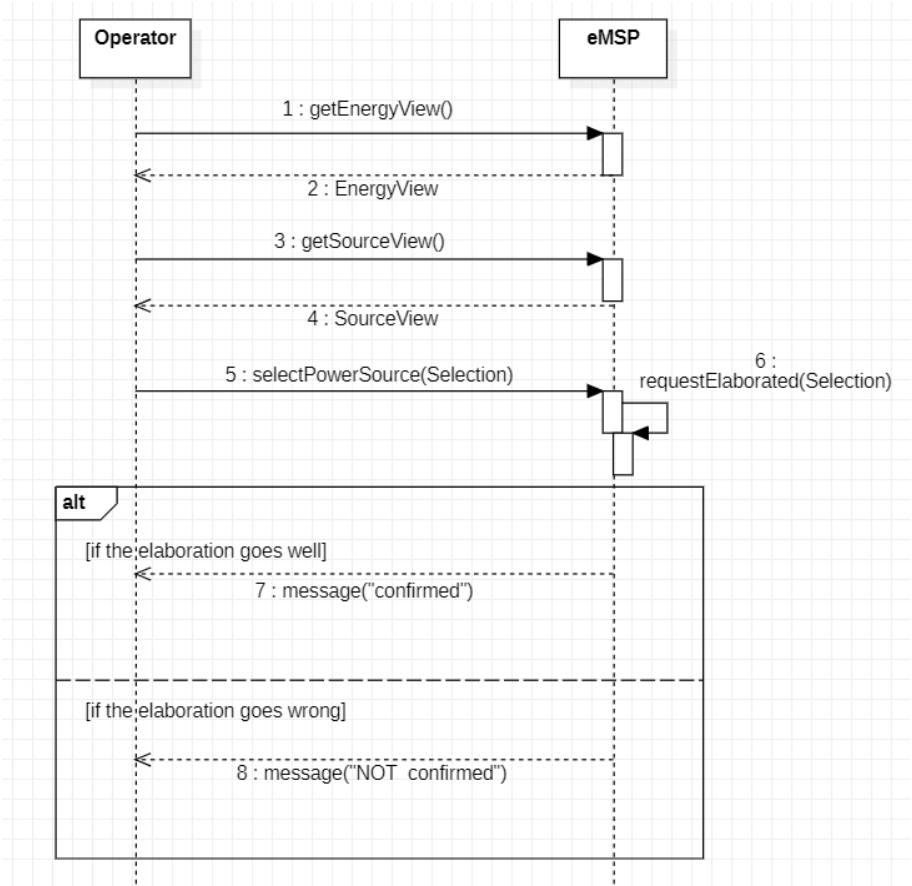 Operator
eMSP
1 : getEnergyView()
2 : EnergyView
3 : getSourceView()
4 : SourceView
5 : selectPowerSource(Selection)
6 :
requestElaborated(Selection)
alt
[if the elaboration goes well]
7 : message("confirmed")
[if the elaboration goes wrong]
8 : message("NOT  confirmed")